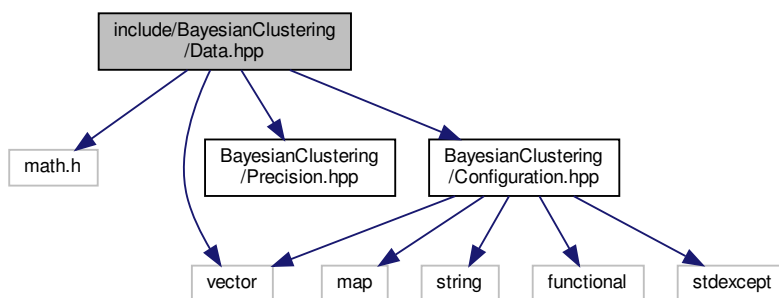 include/BayesianClustering
/Data.hpp
math.h
BayesianClustering
/Precision.hpp
BayesianClustering
/Configuration.hpp
vector
map
string
functional
stdexcept